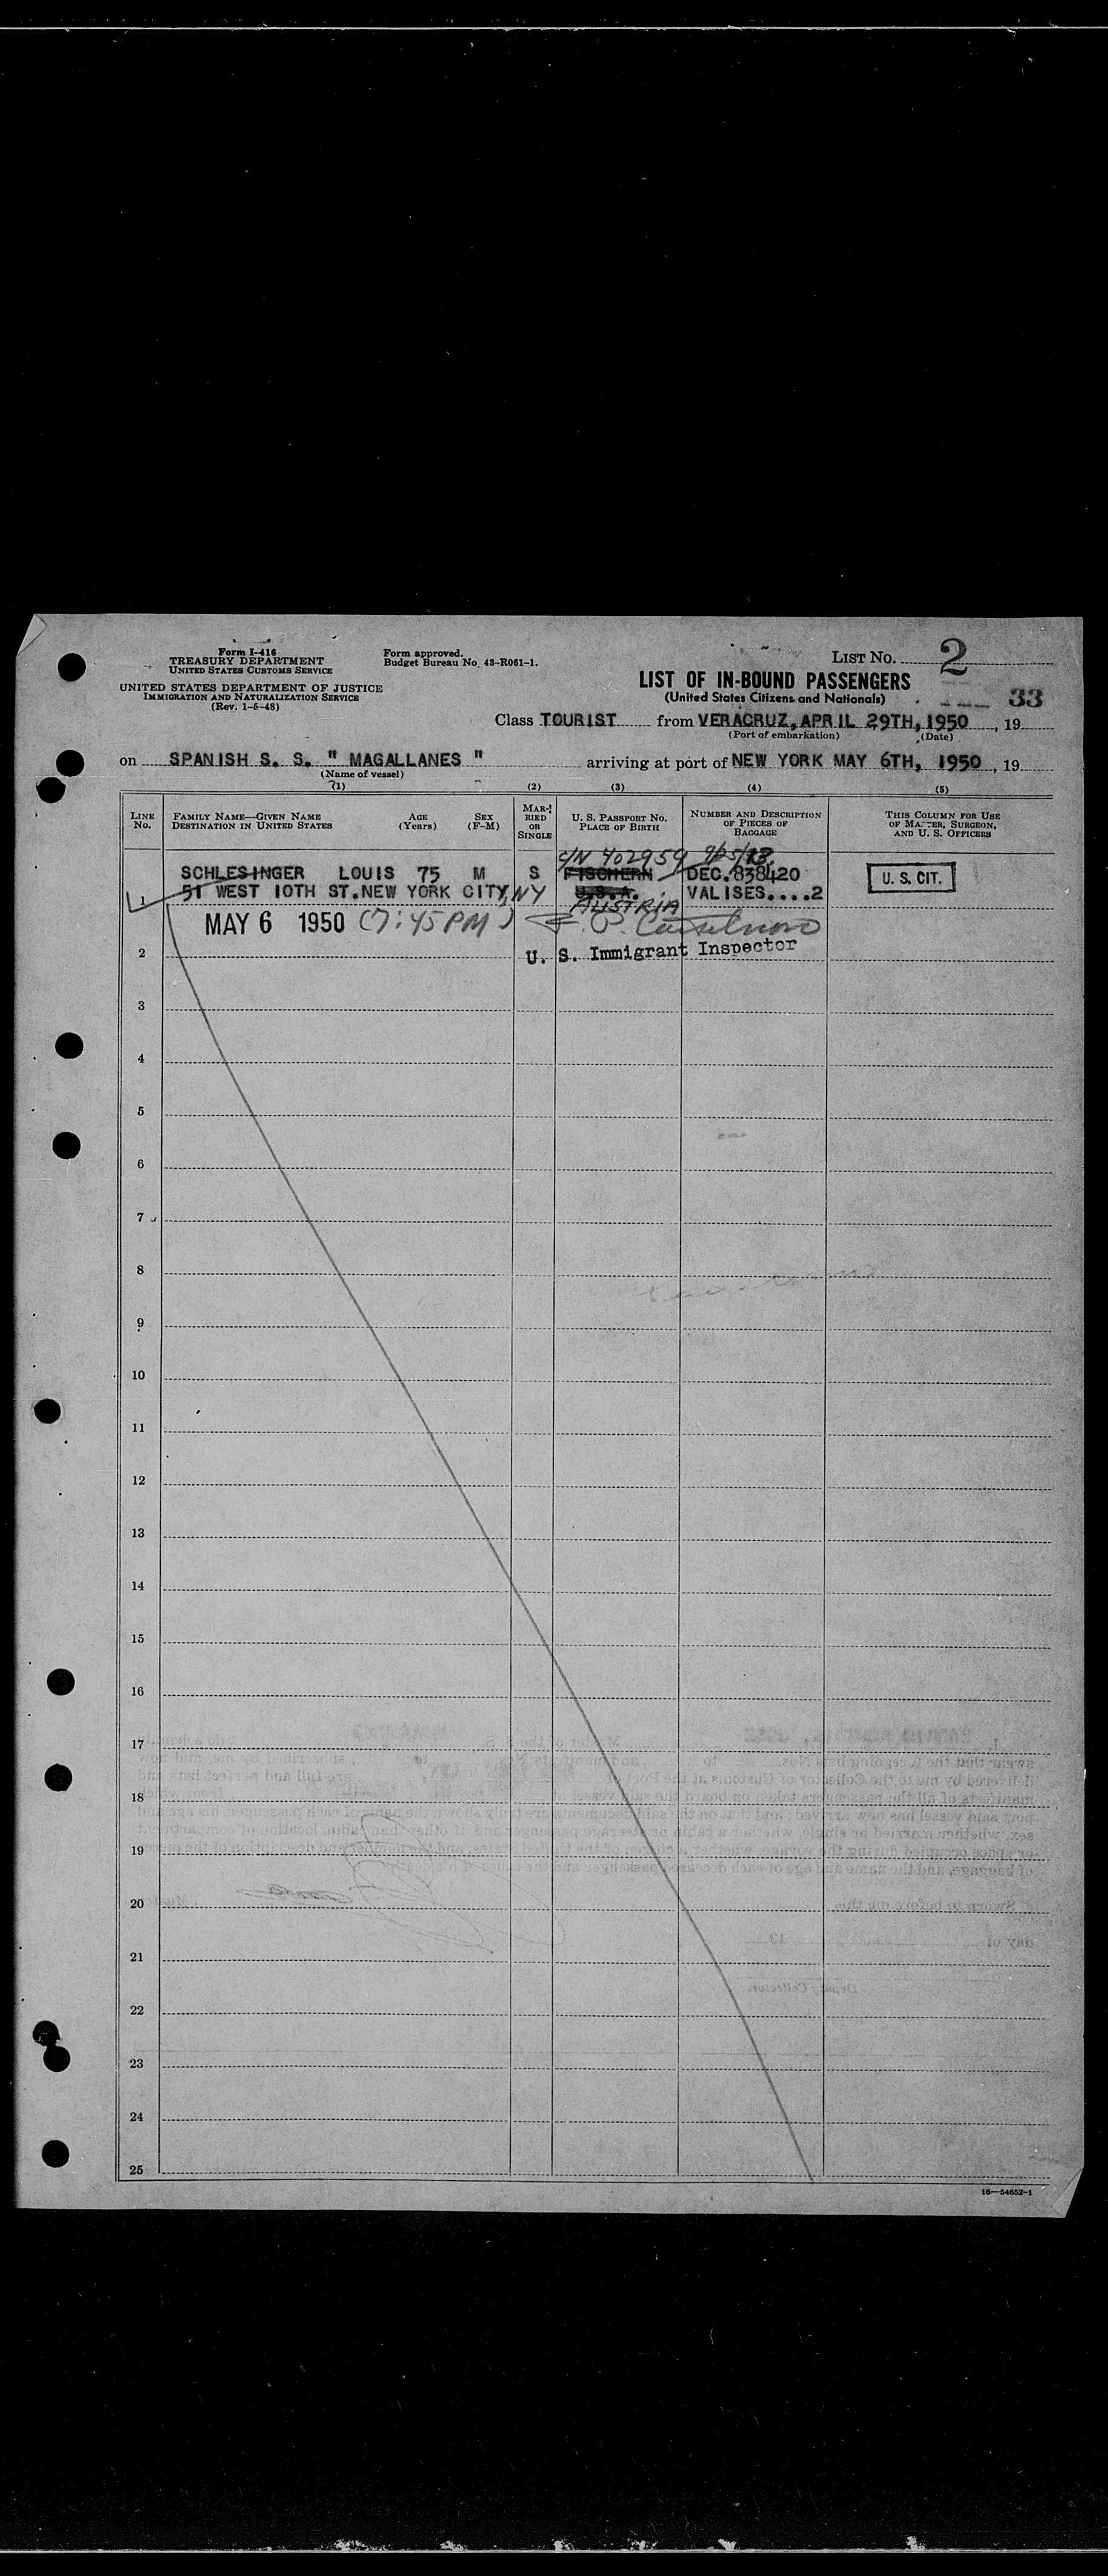 Form I-416
TREASURY DEPARTMENT
UNITED STATES CUSTOMS SERVICE
UNITED STATES DEPARTMENT OF JUSTICE
IMMIGRATION AND NATURALIZATION SERVICE
(Rev. 1-5-48)
Form approved.
Budget Bureau No. 43-R061-1.
LIST NO. 2
LIST OF IN-BOUND PASSENGERS
(United States Citizens and Nationals)
33
Class TOURIST from VERACRUZ, APRIL 29TH, 1950, 19
(Port of embarkation) (Date)
on SPANISH S. S. " MAGALLANES " arriving at port of NEW YORK MAY 6TH, 1950, 19
(Name of vessel)
(1) (2) (3) (4) (5)
LINE NO.
FAMILY NAME—GIVEN NAME
DESTINATION IN UNITED STATES
AGE (Years)
SEX (F-M)
MARRIED OR SINGLE
U. S. PASSPORT NO.
PLACE OF BIRTH
NUMBER AND DESCRIPTION OF PIECES OF BAGGAGE
THIS COLUMN FOR USE OF MASTER, SURGEON, AND U. S. OFFICERS
C/N 402959
SCHLESINGER LOUIS 75 M S FISCHERN DEC. 838420 U. S. CIT.
1 51 WEST 10TH ST. NEW YORK CITY, NY U.S.A. VALISES....2
AUSTRIA
MAY 6 1950 (7:45 PM)
2 U. S. Immigrant Inspector
3
4
5
6
7
8
9
10
11
12
13
14
15
16
17
18
19
20
21
22
23
24
25
16—54652-1